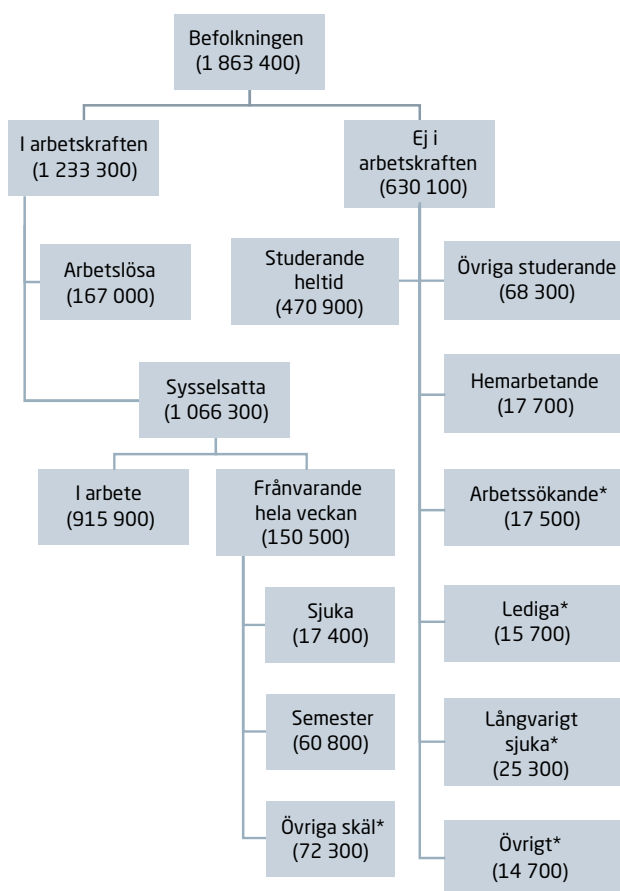 Befolkningen
(1 863 400)
I arbetskraften
(1 233 300)
Ej i
arbetskraften
(630 100)
Arbetslösa
(167 000)
Studerande
heltid
(470 900)
Övriga studerande
(68 300)
Sysselsatta
(1 066 300)
Hemarbetande
(17 700)
I arbete
(915 900)
Frånvarande
hela veckan
(150 500)
Arbetssökande*
(17 500)
Sjuka
(17 400)
Lediga*
(15 700)
Semester
(60 800)
Långvarigt
sjuka*
(25 300)
Övriga skäl*
(72 300)
Övrigt*
(14 700)